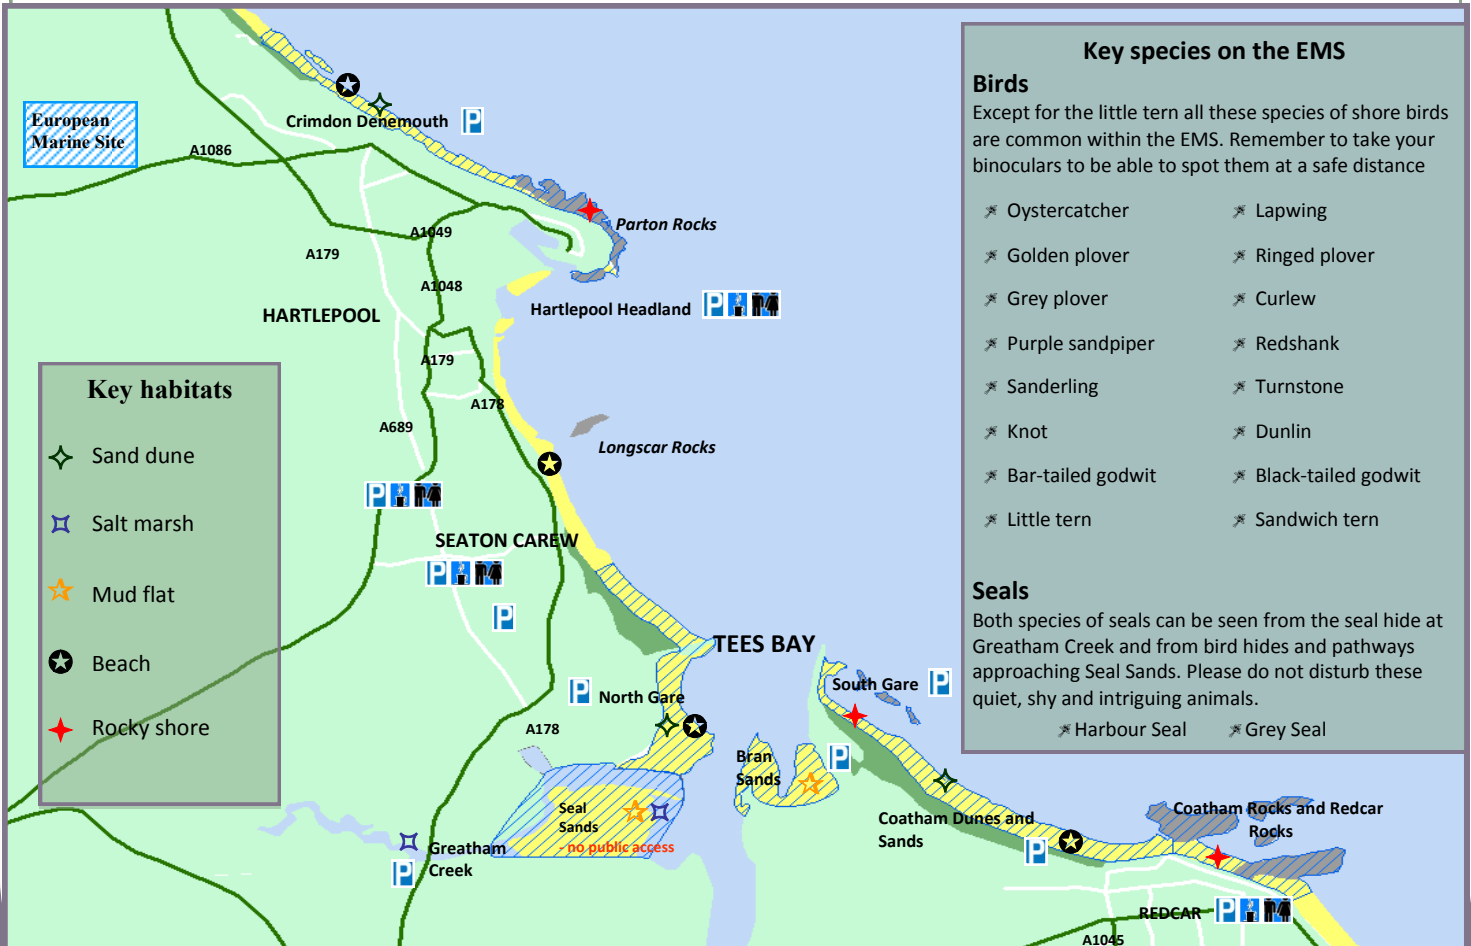 European
Marine Site
Crimdon Denemouth
P
A1086
Parton Rocks
A1049
A179
A1048
HARTLEPOOL
Hartlepool Headland
P
A179
A178
A689
Longscar Rocks
P
SEATON CAREW
P
P
TEES BAY
North Gare
P
South Gare
P
A178
Bran
Sands
P
Seal
Sands
- no public access
Greatham
Creek
P
Coatham Dunes and
Sands
P
Coatham Rocks and Redcar
Rocks
REDCAR
P
A1045
Key habitats
Sand dune
Salt marsh
Mud flat
Beach
Rocky shore
Key species on the EMS
Birds
Except for the little tern all these species of shore birds
are common within the EMS. Remember to take your
binoculars to be able to spot them at a safe distance
Oystercatcher
Lapwing
Golden plover
Ringed plover
Grey plover
Curlew
Purple sandpiper
Redshank
Sanderling
Turnstone
Knot
Dunlin
Bar-tailed godwit
Black-tailed godwit
Little tern
Sandwich tern
Seals
Both species of seals can be seen from the seal hide at
Greatham Creek and from bird hides and pathways
approaching Seal Sands. Please do not disturb these
quiet, shy and intriguing animals.
Harbour Seal
Grey Seal